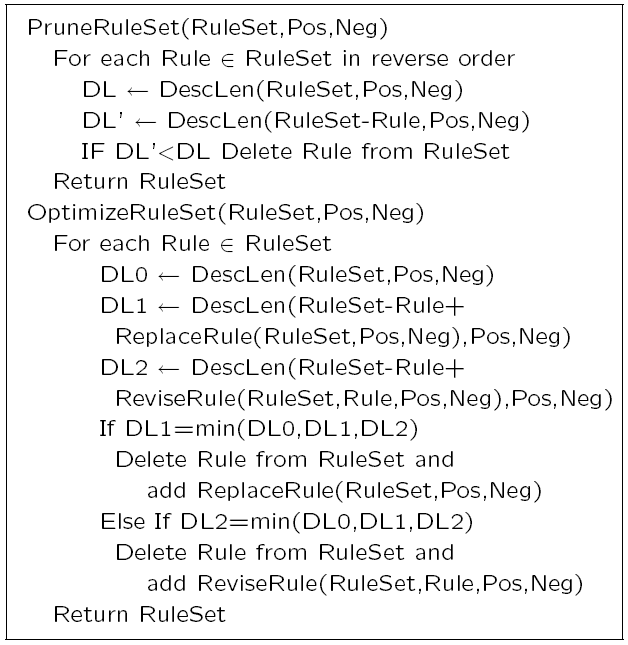 PruneRuleSet(RuleSet,Pos,Neg)
For each Rule ∈ RuleSet in reverse order
DL ← DescLen(RuleSet,Pos,Neg)
DL' ← DescLen(RuleSet-Rule,Pos,Neg)
IF DL'<DL Delete Rule from RuleSet
Return RuleSet
OptimizeRuleSet(RuleSet,Pos,Neg)
For each Rule ∈ RuleSet
DL0 ← DescLen(RuleSet,Pos,Neg)
DL1 ← DescLen(RuleSet-Rule+
ReplaceRule(RuleSet,Pos,Neg),Pos,Neg)
DL2 ← DescLen(RuleSet-Rule+
ReviseRule(RuleSet,Rule,Pos,Neg),Pos,Neg)
If DL1=min(DL0,DL1,DL2)
Delete Rule from RuleSet and
add ReplaceRule(RuleSet,Pos,Neg)
Else If DL2=min(DL0,DL1,DL2)
Delete Rule from RuleSet and
add ReviseRule(RuleSet,Rule,Pos,Neg)
Return RuleSet